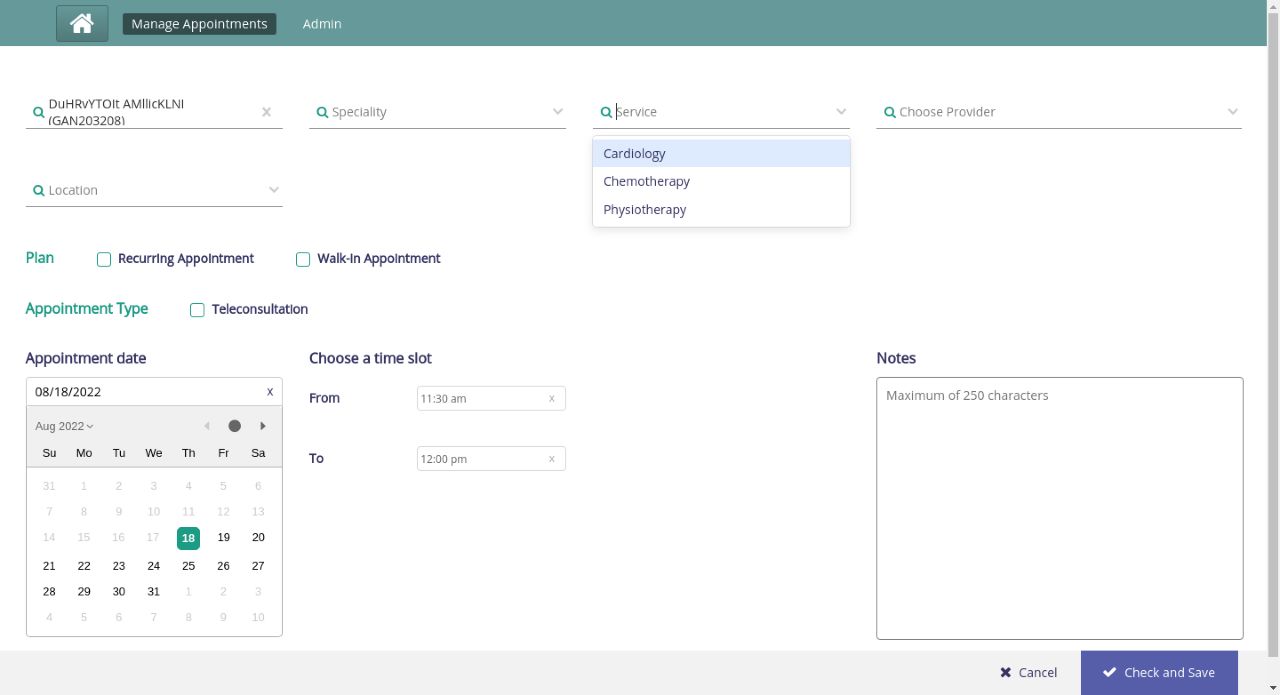 Manage Appointments Admin
DuHRvYTOIt AMllicKLNI
(GAN203208)
Speciality
Service
Choose Provider
Cardiology
Chemotherapy
Physiotherapy
Location
Plan Recurring Appointment Walk-in Appointment
Appointment Type Teleconsultation
Appointment date Choose a time slot Notes
08/18/2022 x
From 11:30 am x
Maximum of 250 characters
Aug 2022
Su Mo Tu We Th Fr Sa
To 12:00 pm x
31 1 2 3 4 5 6
7 8 9 10 11 12 13
14 15 16 17 18 19 20
21 22 23 24 25 26 27
28 29 30 31 1 2 3
4 5 6 7 8 9 10
Cancel Check and Save